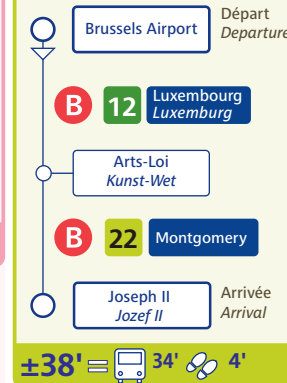 Brussels Airport
Départ
Departure
B 12 Luxembourg
Luxemburg
Arts-Loi
Kunst-Wet
B 22 Montgomery
Joseph II
Jozef II
Arrivée
Arrival
±38' = 34' 4'